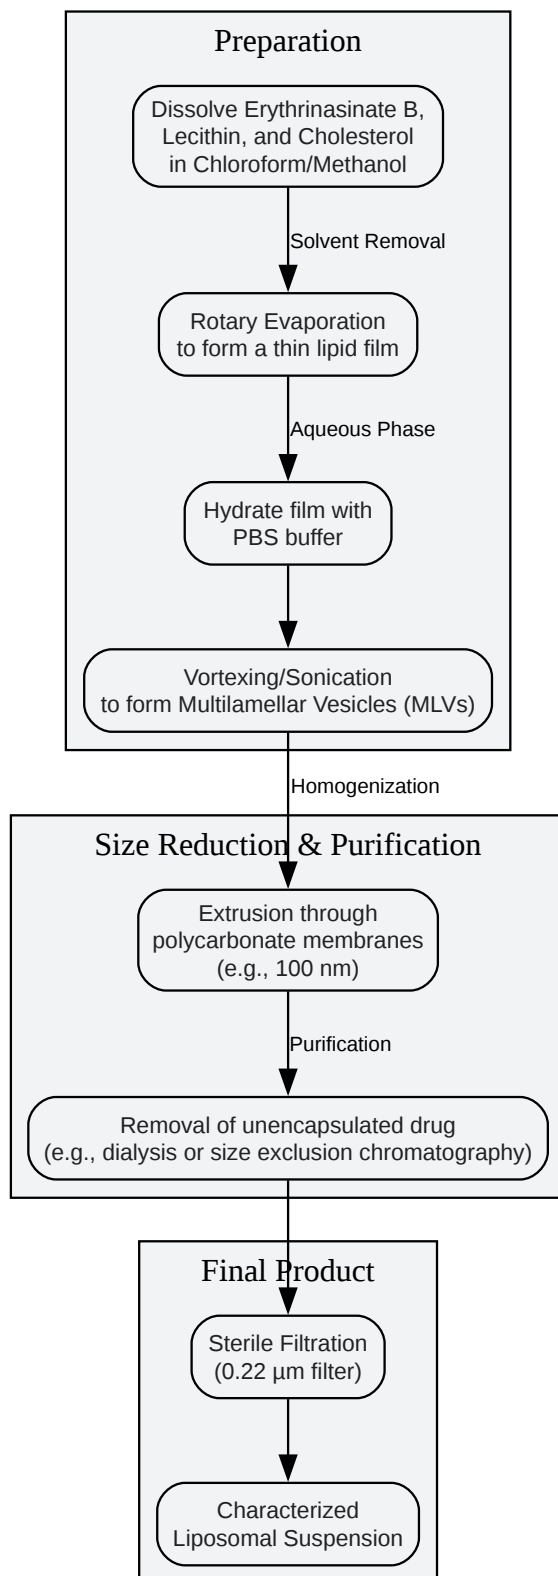 Preparation
Dissolve Erythrinasinate B,
Lecithin, and Cholesterol
in Chloroform/Methanol
Solvent Removal
Rotary Evaporation
to form a thin lipid film
Aqueous Phase
Hydrate film with
PBS buffer
Vortexing/Sonication
to form Multilamellar Vesicles (MLVs)
Homogenization
Size Reduction & Purification
Extrusion through
polycarbonate membranes
(e.g., 100 nm)
Purification
Removal of unencapsulated drug
(e.g., dialysis or size exclusion chromatography)
Final Product
Sterile Filtration
(0.22 µm filter)
Characterized
Liposomal Suspension